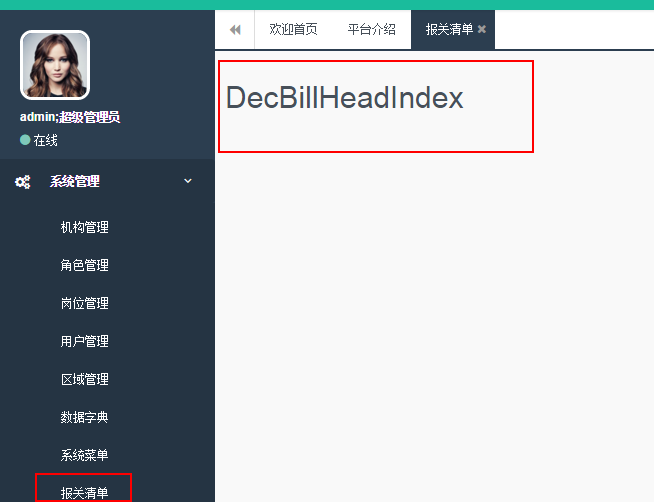 欢迎首页
平台介绍
报关清单
admin;超级管理员
在线
系统管理
机构管理
角色管理
岗位管理
用户管理
区域管理
数据字典
系统菜单
报关清单
DecBillHeadIndex